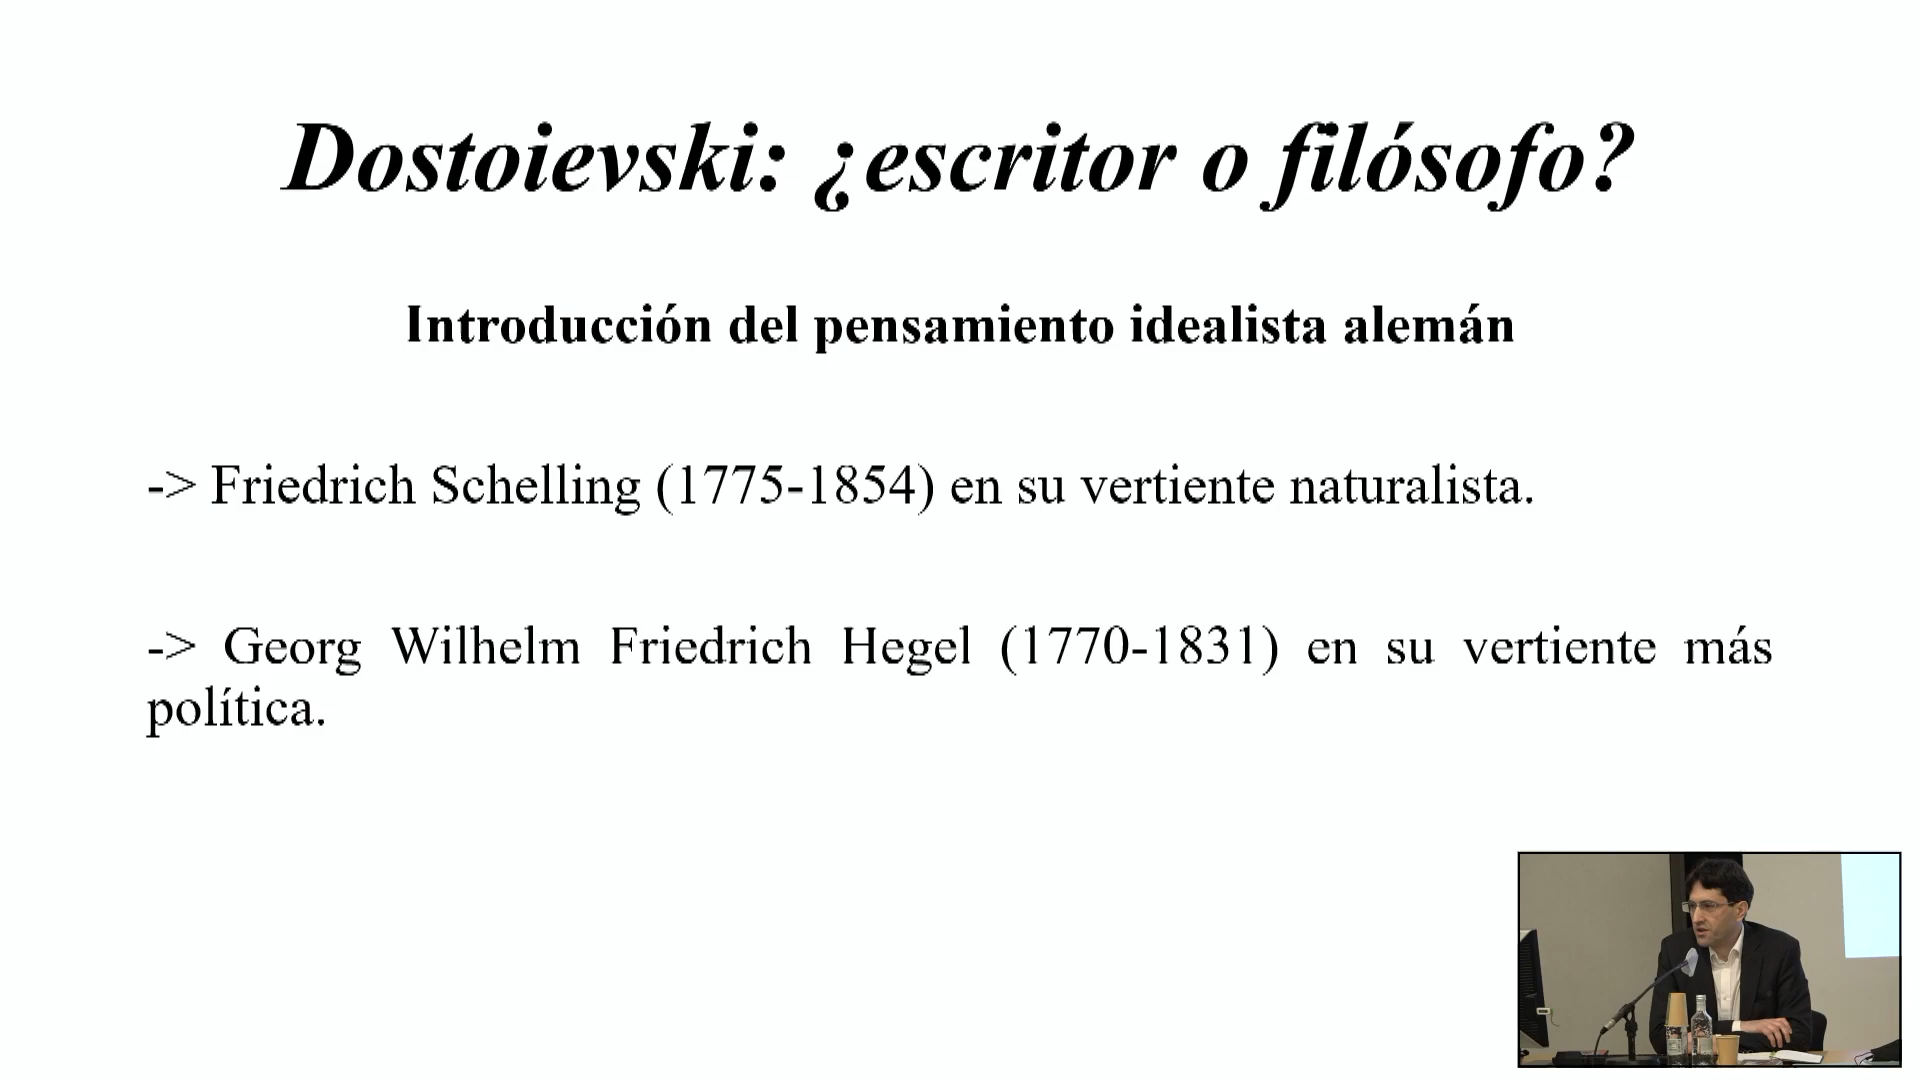 Dostoievski: ¿escritor o filósofo?
Introducción del pensamiento idealista alemán
-> Friedrich Schelling (1775-1854) en su vertiente naturalista.
-> Georg Wilhelm Friedrich Hegel (1770-1831) en su vertiente más
política.